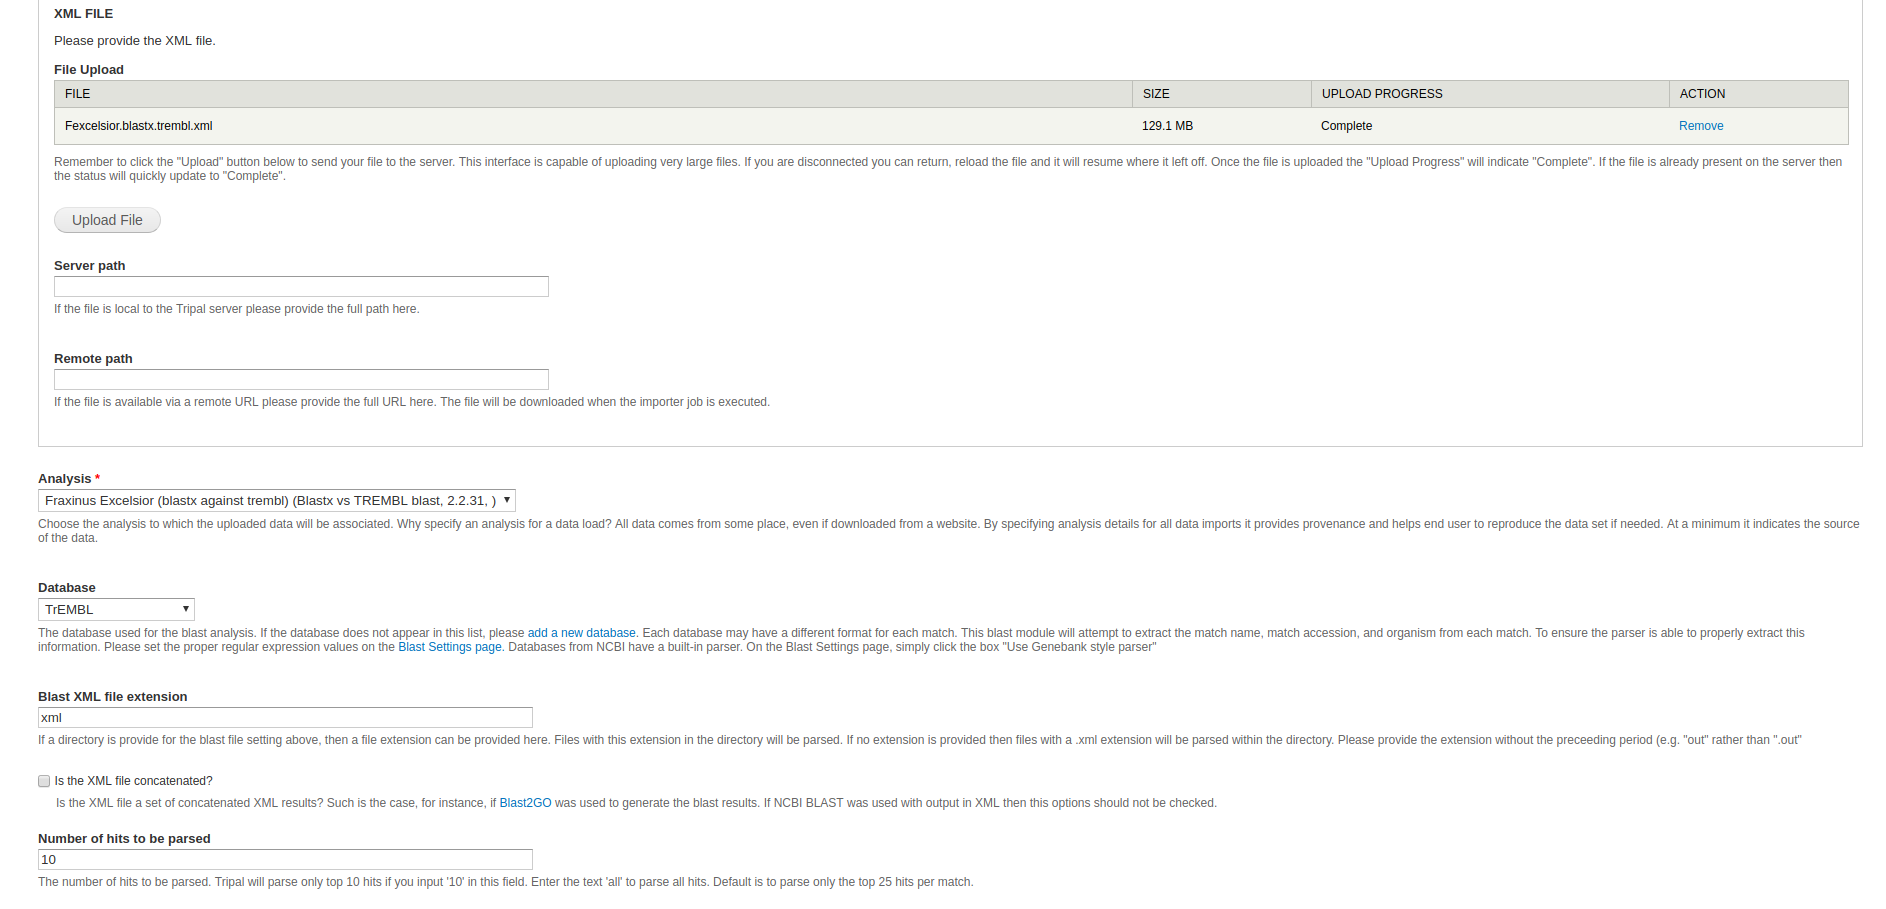 XML FILE
Please provide the XML file.
File Upload
FILE SIZE UPLOAD PROGRESS ACTION
Fexcelsior.blastx.trembl.xml 129.1 MB Complete Remove
Remember to click the "Upload" button below to send your file to the server. This interface is capable of uploading very large files. If you are disconnected you can return, reload the file and it will resume where it left off. Once the file is uploaded the "Upload Progress" will indicate "Complete". If the file is already present on the server then
the status will quickly update to "Complete".
Upload File
Server path
If the file is local to the Tripal server please provide the full path here.
Remote path
If the file is available via a remote URL please provide the full URL here. The file will be downloaded when the importer job is executed.
Analysis *
Fraxinus Excelsior (blastx against trembl) (Blastx vs TREMBL blast, 2.2.31, )
Choose the analysis to which the uploaded data will be associated. Why specify an analysis for a data load? All data comes from some place, even if downloaded from a website. By specifying analysis details for all data imports it provides provenance and helps end user to reproduce the data set if needed. At a minimum it indicates the source
of the data.
Database
TrEMBL
The database used for the blast analysis. If the database does not appear in this list, please add a new database. Each database may have a different format for each match. This blast module will attempt to extract the match name, match accession, and organism from each match. To ensure the parser is able to properly extract this
information. Please set the proper regular expression values on the Blast Settings page. Databases from NCBI have a built-in parser. On the Blast Settings page, simply click the box "Use Genebank style parser"
Blast XML file extension
xml
If a directory is provide for the blast file setting above, then a file extension can be provided here. Files with this extension in the directory will be parsed. If no extension is provided then files with a .xml extension will be parsed within the directory. Please provide the extension without the preceeding period (e.g. "out" rather than ".out"
Is the XML file concatenated?
Is the XML file a set of concatenated XML results? Such is the case, for instance, if Blast2GO was used to generate the blast results. If NCBI BLAST was used with output in XML then this options should not be checked.
Number of hits to be parsed
10
The number of hits to be parsed. Tripal will parse only top 10 hits if you input '10' in this field. Enter the text 'all' to parse all hits. Default is to parse only the top 25 hits per match.